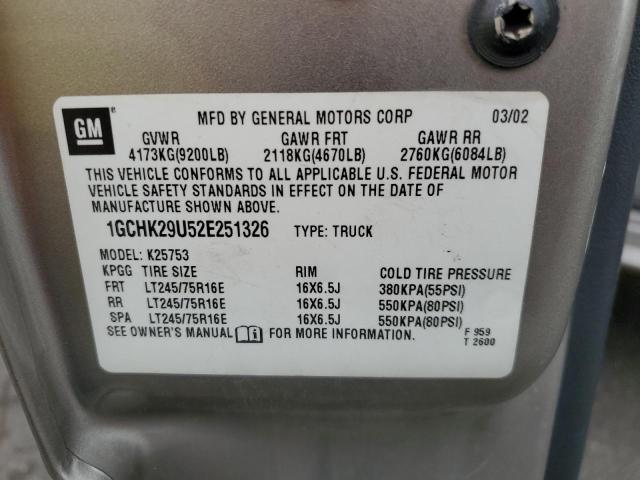 GM
MFD BY GENERAL MOTORS CORP 03/02
GVWR GAWR FRT GAWR RR
4173KG(9200LB) 2118KG(4670LB) 2760KG(6084LB)
THIS VEHICLE CONFORMS TO ALL APPLICABLE U.S. FEDERAL MOTOR
VEHICLE SAFETY STANDARDS IN EFFECT ON THE DATE OF
MANUFACTURE SHOWN ABOVE.
1GCHK29U52E251326 TYPE: TRUCK
MODEL: K25753
KPGG TIRE SIZE RIM COLD TIRE PRESSURE
FRT LT245/75R16E 16X6.5J 380KPA(55PSI)
RR LT245/75R16E 16X6.5J 550KPA(80PSI)
SPA LT245/75R16E 16X6.5J 550KPA(80PSI)
SEE OWNER'S MANUAL FOR MORE INFORMATION. F 959
T 2600